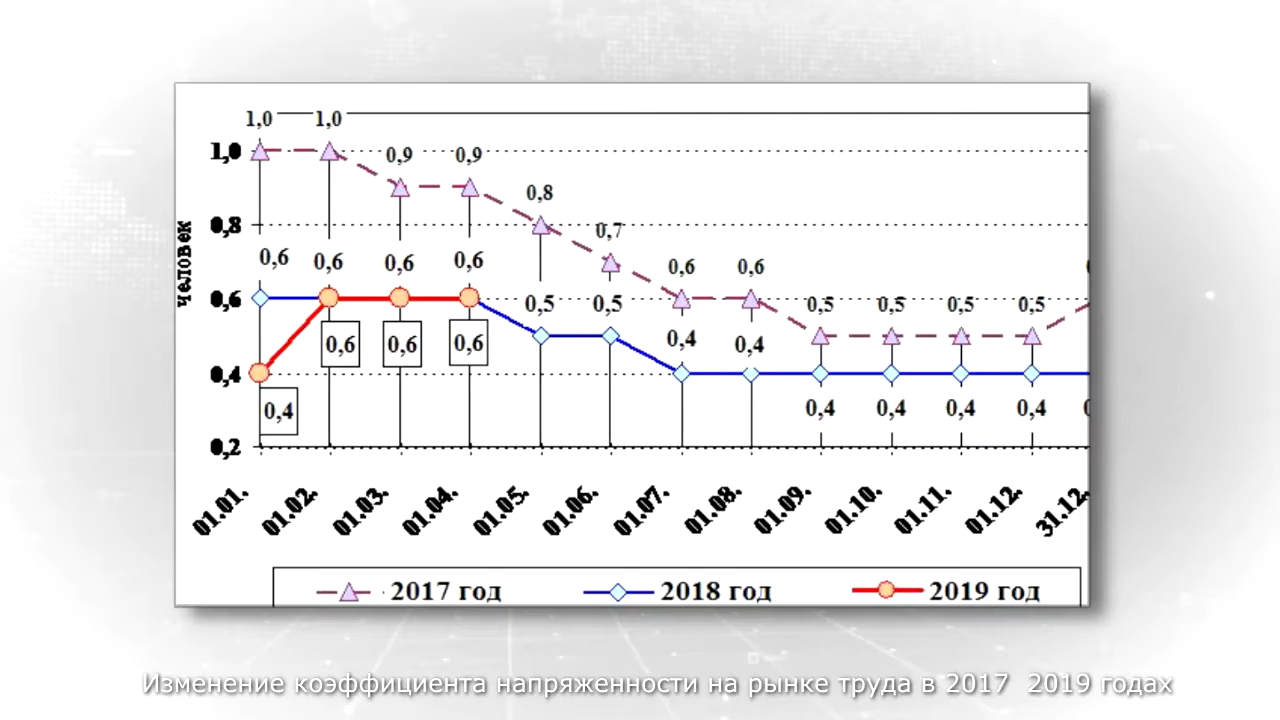 1,0 1,0
1,0 0,9 0,9
0,8 0,8
0,7
человек
0,6 0,6 0,6 0,6 0,6 0,6
0,6 0,5 0,5 0,5 0,5 0,5 0,5
0,6 0,6 0,6 0,4 0,4
0,4
0,4 0,4 0,4 0,4 0,4
0,2
01.01. 01.02. 01.03. 01.04. 01.05. 01.06. 01.07. 01.08. 01.09. 01.10. 01.11. 01.12. 31.12.
2017 год 2018 год 2019 год
Изменение коэффициента напряженности на рынке труда в 2017 2019 годах